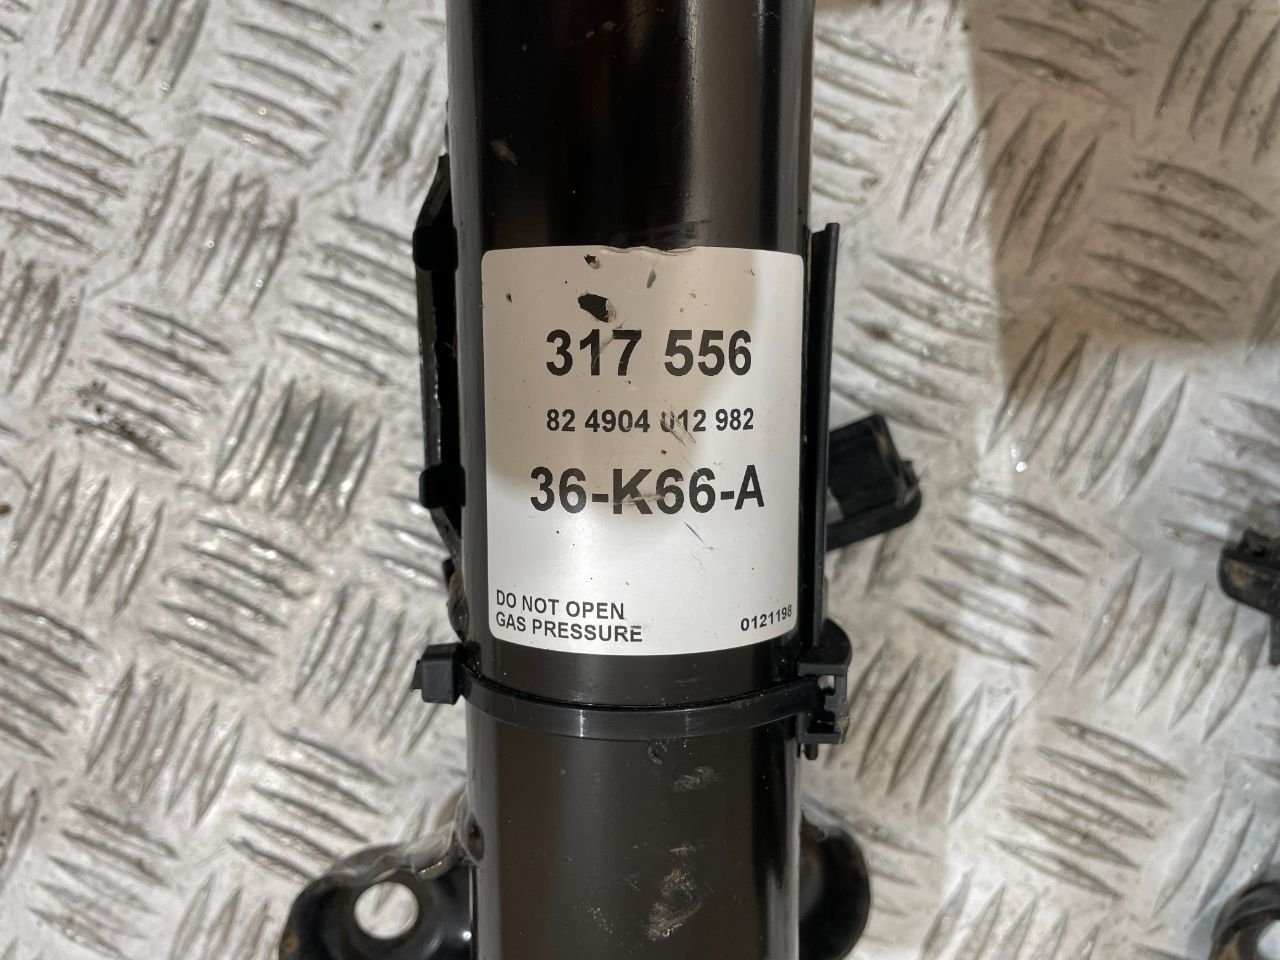 317 556
82 4904 012 982
36-K66-A
DO NOT OPEN
GAS PRESSURE
0121198